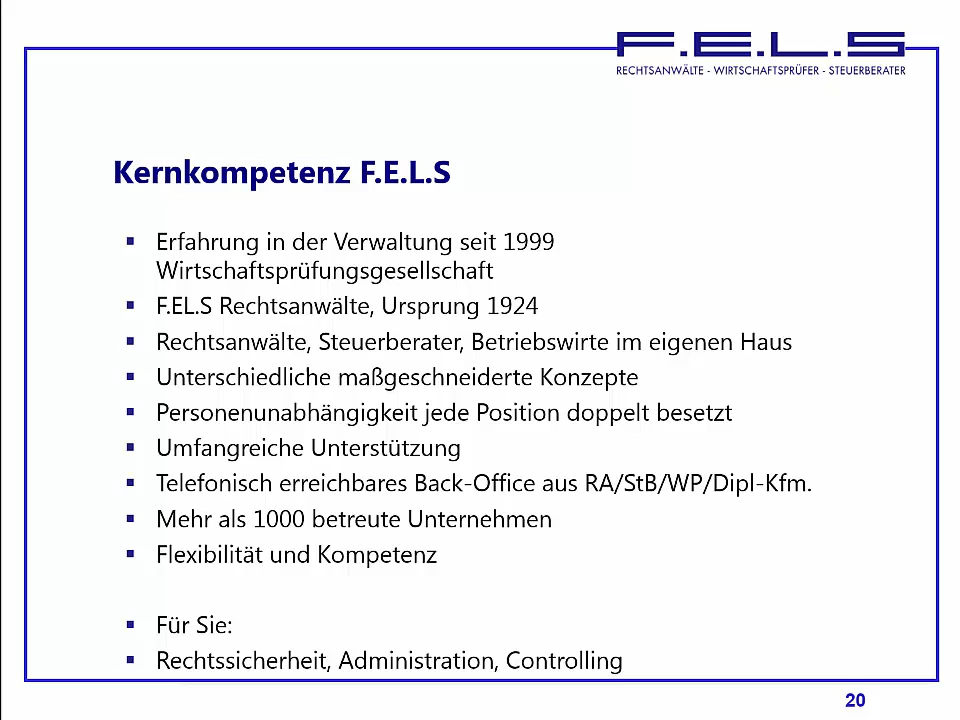 F.E.L.S
RECHTSANWÄLTE - WIRTSCHAFTSPRÜFER - STEUERBERATER
Kernkompetenz F.E.L.S
▪ Erfahrung in der Verwaltung seit 1999
Wirtschaftsprüfungsgesellschaft
▪ F.EL.S Rechtsanwälte, Ursprung 1924
▪ Rechtsanwälte, Steuerberater, Betriebswirte im eigenen Haus
▪ Unterschiedliche maßgeschneiderte Konzepte
▪ Personenunabhängigkeit jede Position doppelt besetzt
▪ Umfangreiche Unterstützung
▪ Telefonisch erreichbares Back-Office aus RA/StB/WP/Dipl-Kfm.
▪ Mehr als 1000 betreute Unternehmen
▪ Flexibilität und Kompetenz
▪ Für Sie:
▪ Rechtssicherheit, Administration, Controlling
20